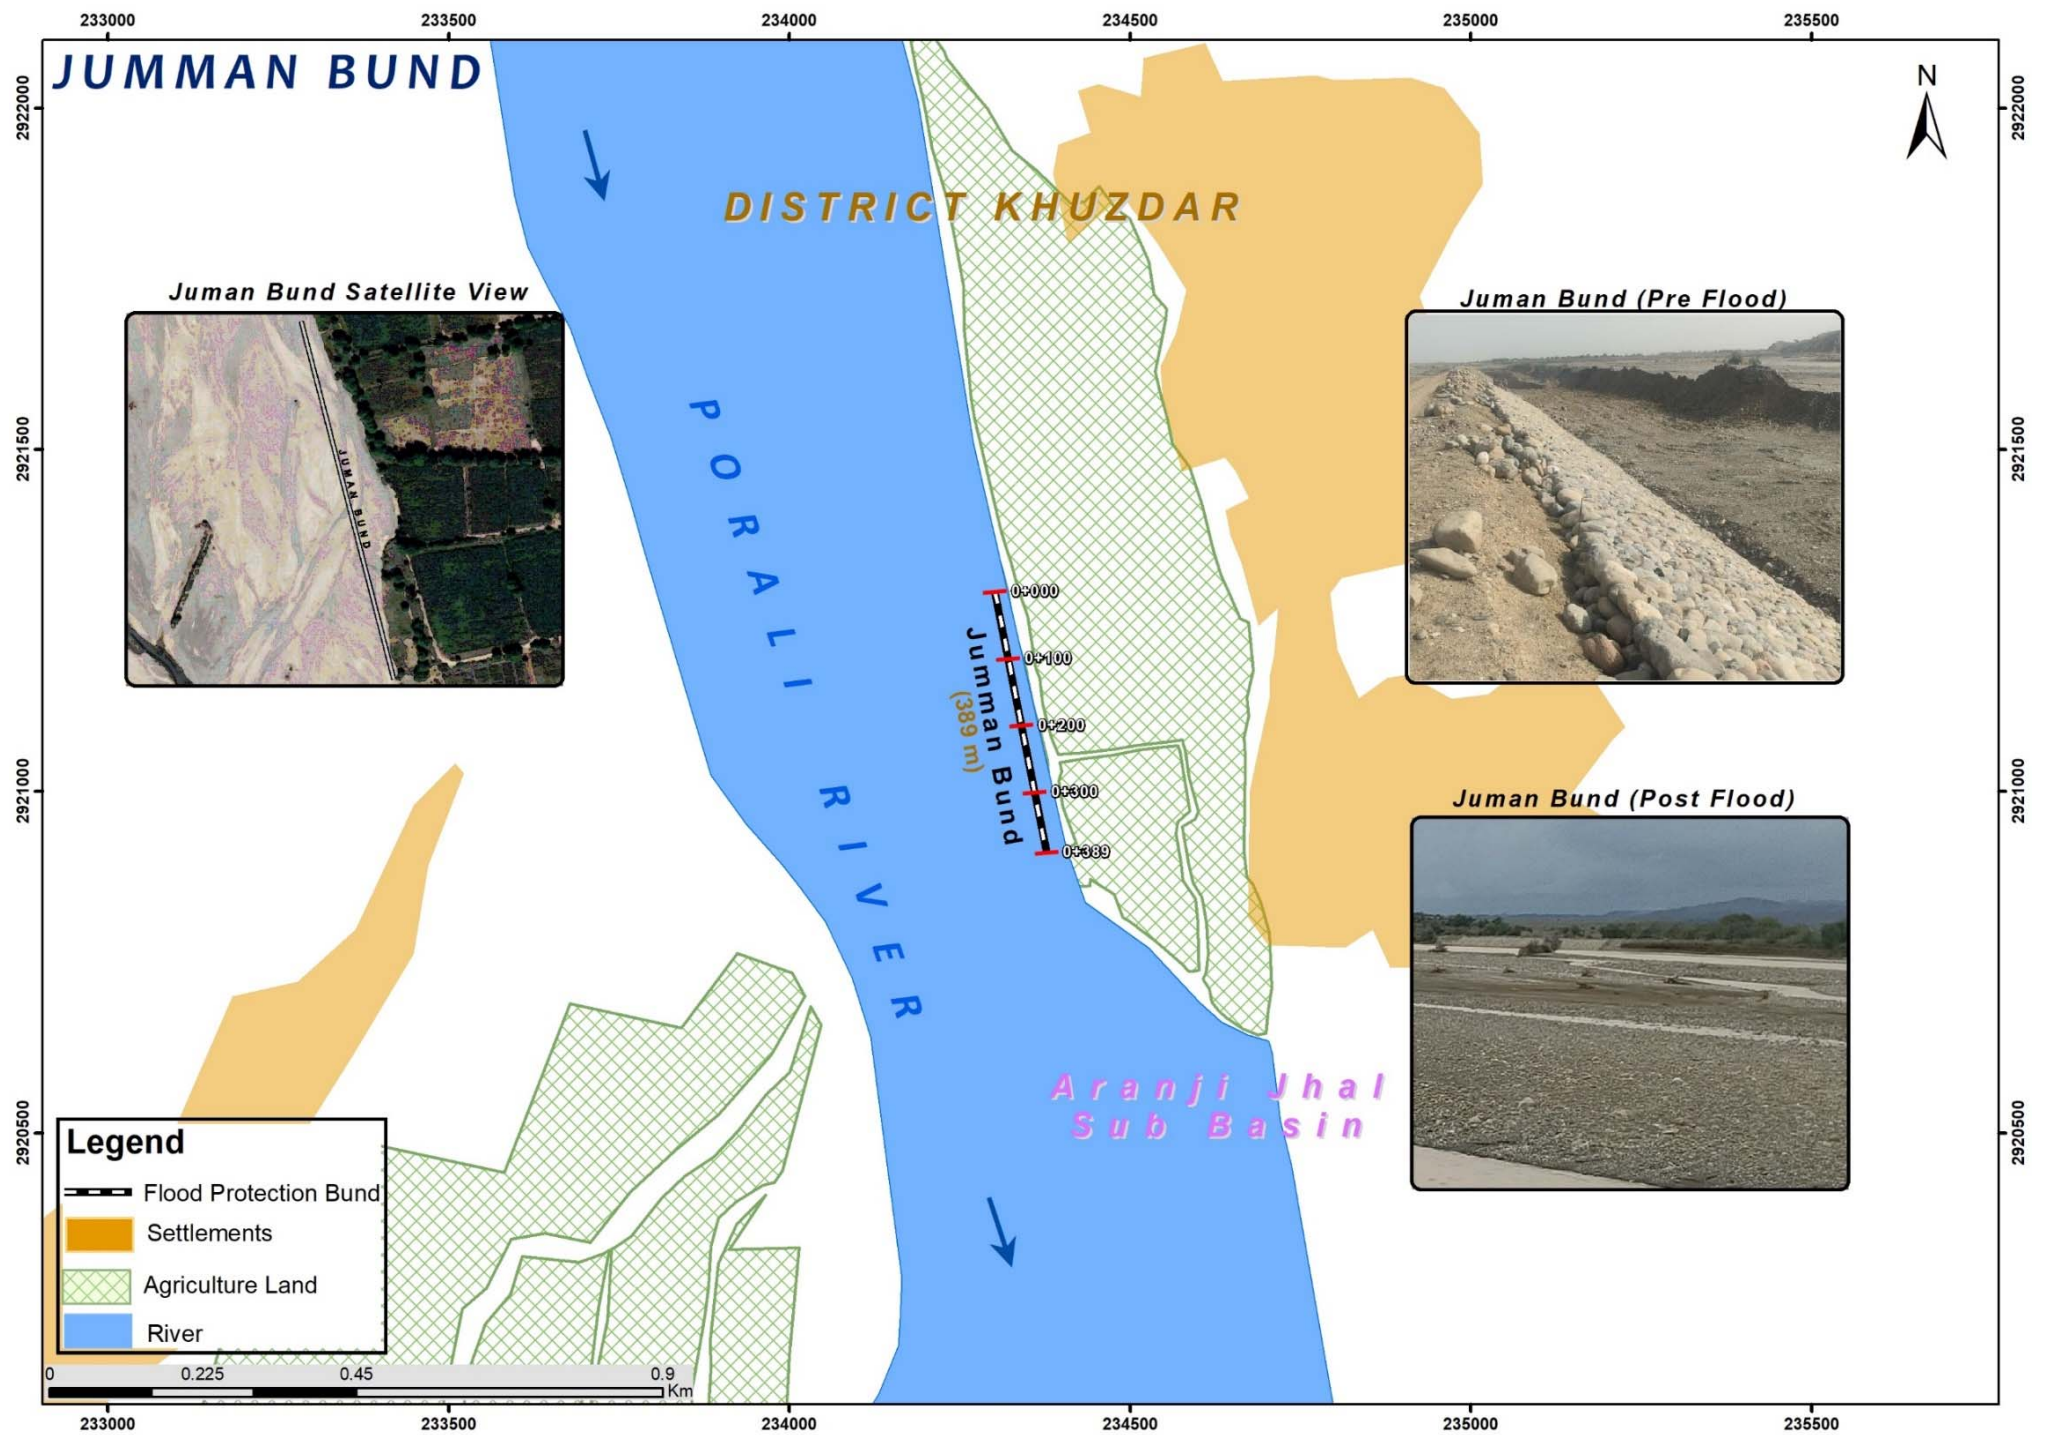 233000 233500 234000 234500 235000 235500
JUMMAN BUND
N
2922000
2922000
DISTRICT KHUZDAR
Juman Bund Satellite View
JUMAN BUND
Juman Bund (Pre Flood)
2921500
2921500
PORALI RIVER
0+000
0+100
0+200
0+300
0+389
Jumman Bund
(389 m)
2921000
2921000
Juman Bund (Post Flood)
Aranji Jhal
Sub Basin
2920500
2920500
Legend
Flood Protection Bund
Settlements
Agriculture Land
River
0 0.225 0.45 0.9
Km
233000 233500 234000 234500 235000 235500